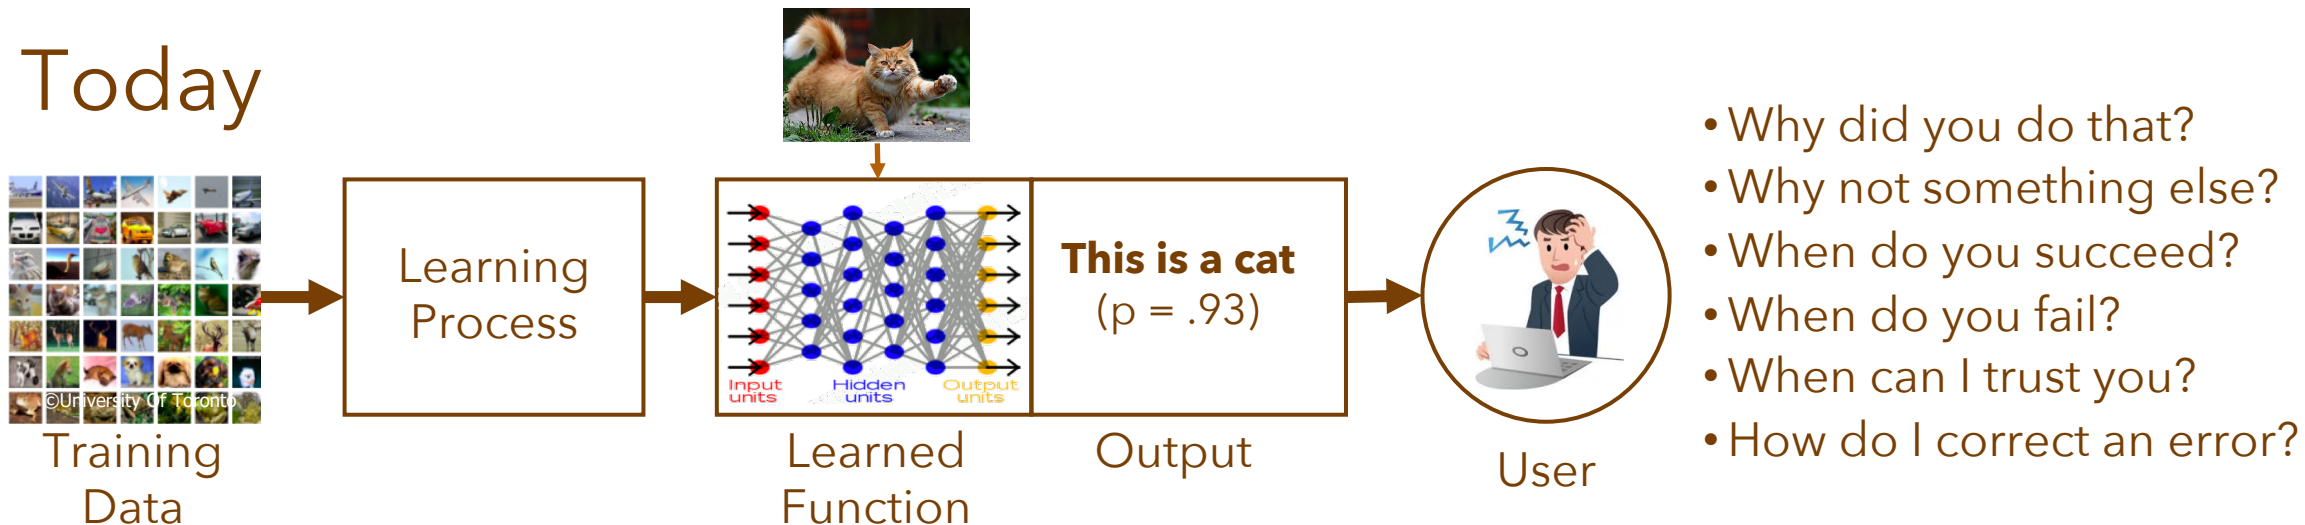 Today
©University Of Toronto
Training
Data
Learning
Process
Input
units
Hidden
units
Output
units
Learned
Function
This is a cat
(p = .93)
Output
User
• Why did you do that?
• Why not something else?
• When do you succeed?
• When do you fail?
• When can I trust you?
• How do I correct an error?